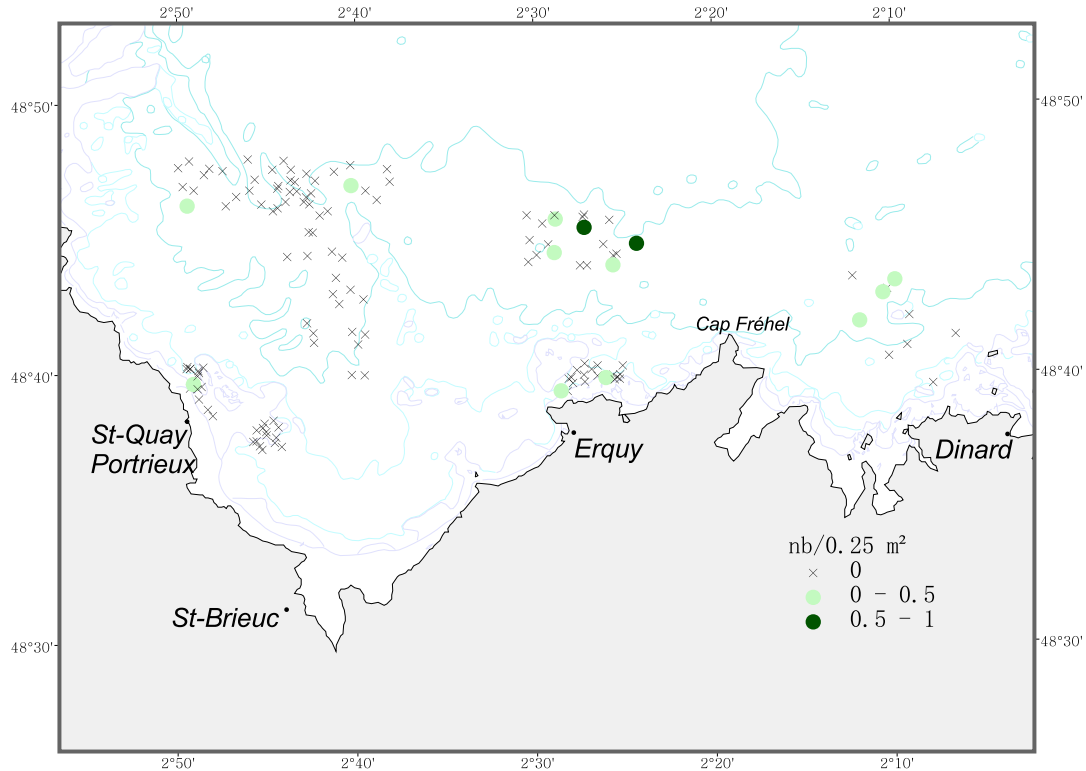 2°50' 2°40' 2°30' 2°20' 2°10'
48°50' 48°50'
Cap Fréhel
48°40' 48°40'
St-Quay
Portrieux
Erquy
Dinard
nb/0.25 m²
0
0 - 0.5
0.5 - 1
St-Brieuc
48°30' 48°30'
2°50' 2°40' 2°30' 2°20' 2°10'